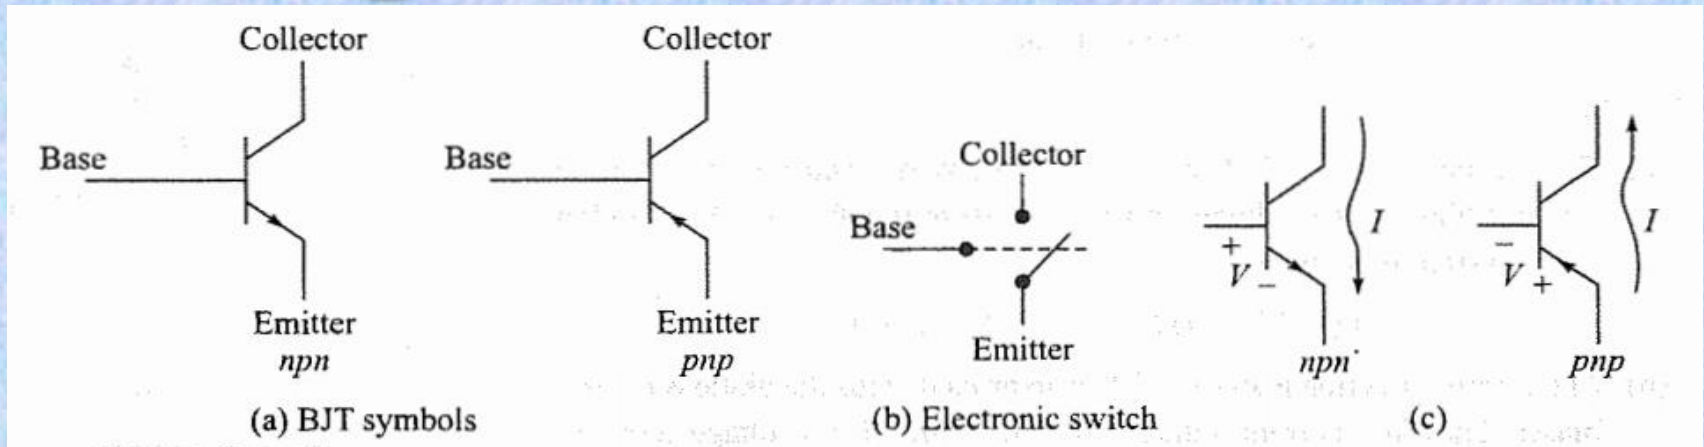 Collector
Base
Emitter
npn
Collector
Base
Emitter
pnp
(a) BJT symbols
Collector
Base
Emitter
(b) Electronic switch
+
V −
I
npn
−
V +
I
pnp
(c)